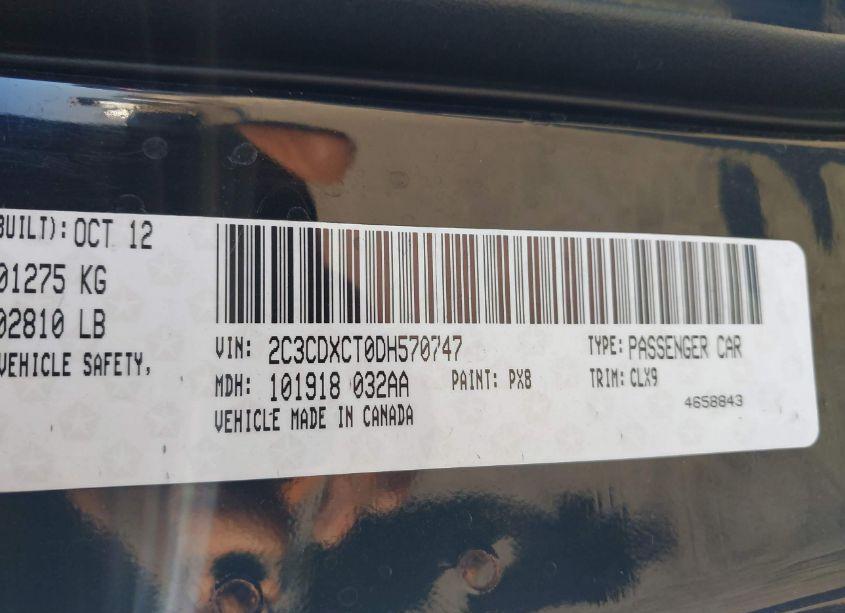 BUILT): OCT 12
01275 KG
02810 LB
VEHICLE SAFETY,
VIN: 2C3CDXCT0DH570747 TYPE: PASSENGER CAR
MDH: 101918 032AA PAINT: PX8 TRIM: CLX9
VEHICLE MADE IN CANADA 4658843